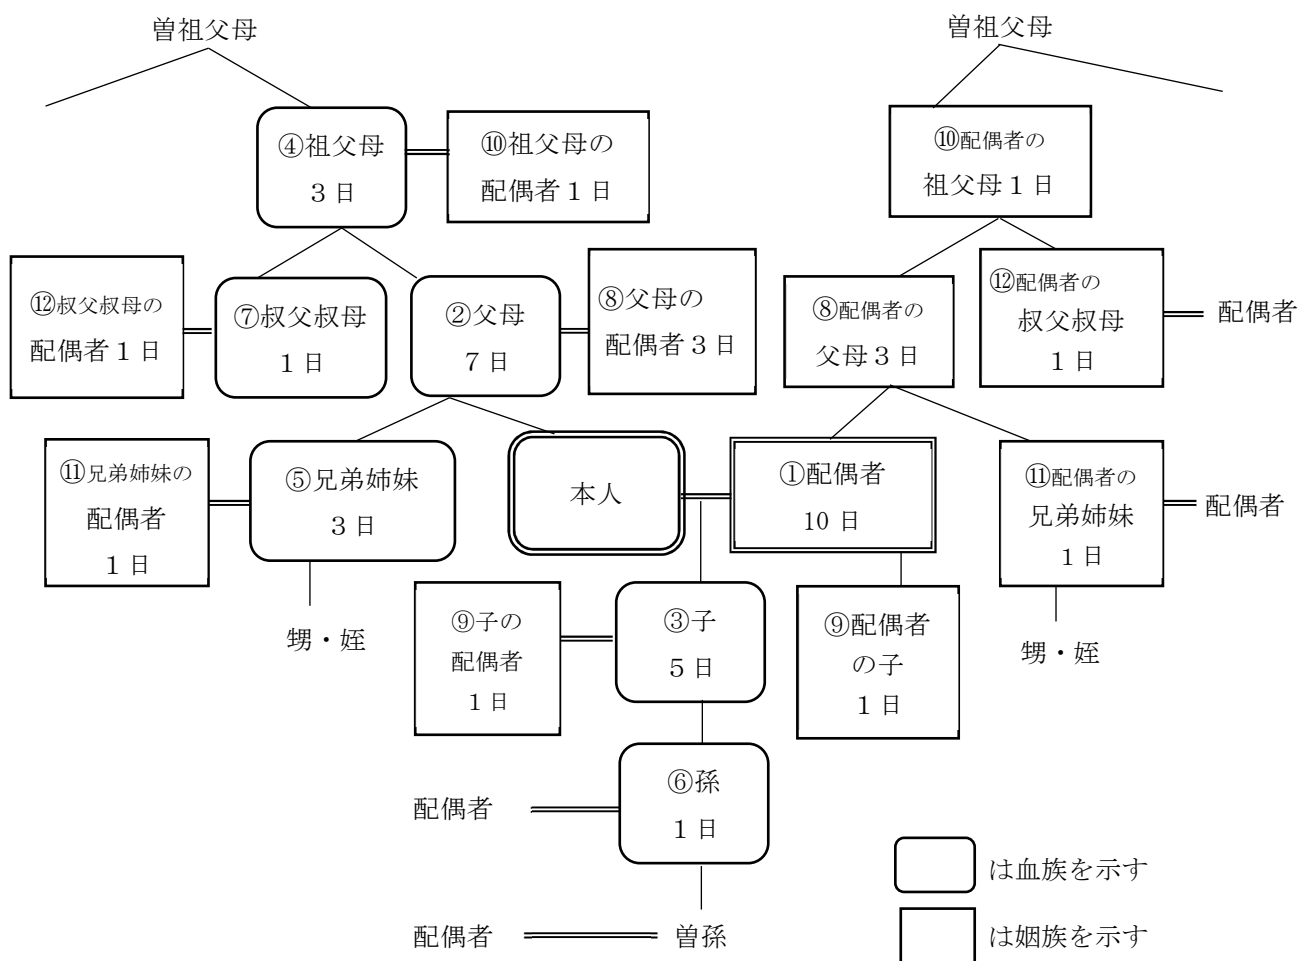 曽祖父母
曽祖父母
④祖父母
3日
⑩祖父母の
配偶者1日
⑩配偶者の
祖父母1日
⑫叔父叔母の
配偶者1日
⑦叔父叔母
1日
②父母
7日
⑧父母の
配偶者3日
⑧配偶者の
父母3日
⑫配偶者の
叔父叔母
1日
配偶者
⑪兄弟姉妹の
配偶者
1日
⑤兄弟姉妹
3日
本人
①配偶者
10日
⑪配偶者の
兄弟姉妹
1日
配偶者
甥・姪
⑨子の
配偶者
1日
③子
5日
⑨配偶者
の子
1日
甥・姪
配偶者
⑥孫
1日
は血族を示す
配偶者
曽孫
は姻族を示す